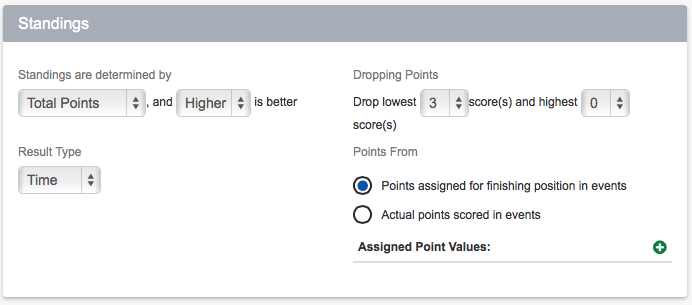 Standings
Standings are determined by
Total Points , and Higher is better
Result Type
Time
Dropping Points
Drop lowest 3 score(s) and highest 0
score(s)
Points From
Points assigned for finishing position in events
Actual points scored in events
Assigned Point Values: